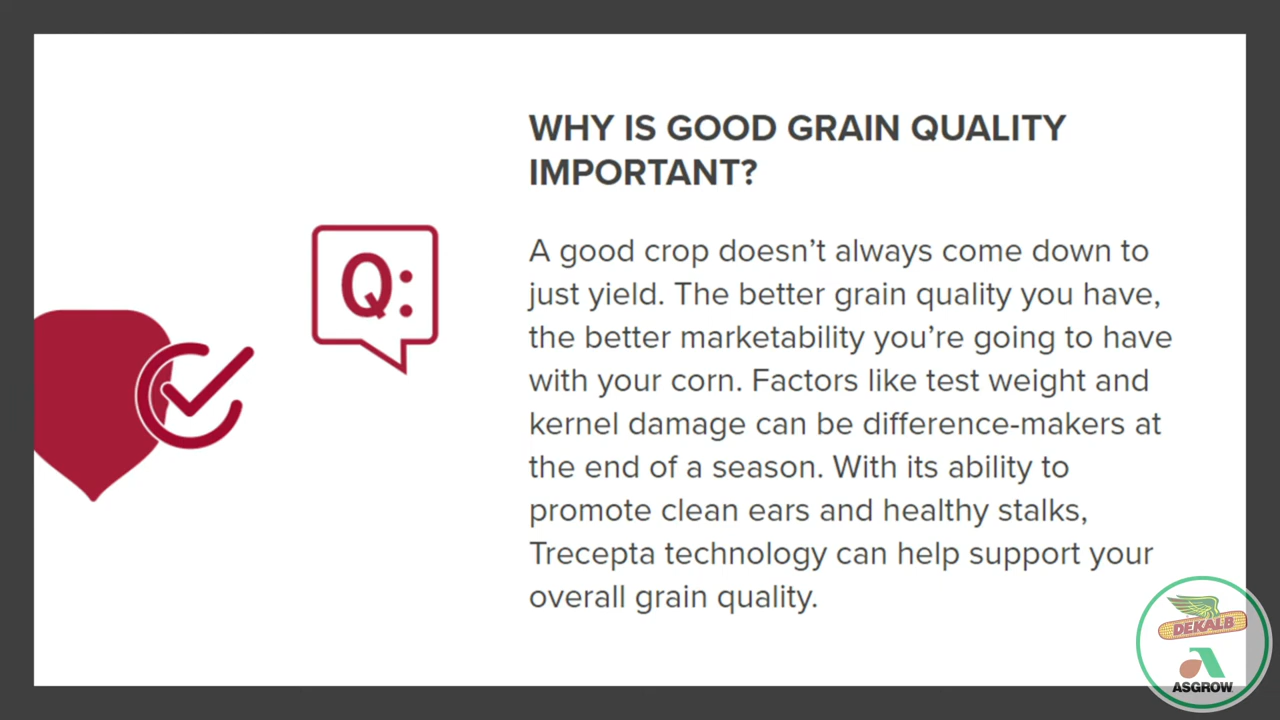 WHY IS GOOD GRAIN QUALITY
IMPORTANT?
Q:
A good crop doesn’t always come down to
just yield. The better grain quality you have,
the better marketability you’re going to have
with your corn. Factors like test weight and
kernel damage can be difference-makers at
the end of a season. With its ability to
promote clean ears and healthy stalks,
Trecepta technology can help support your
overall grain quality.
DEKALB
ASGROW